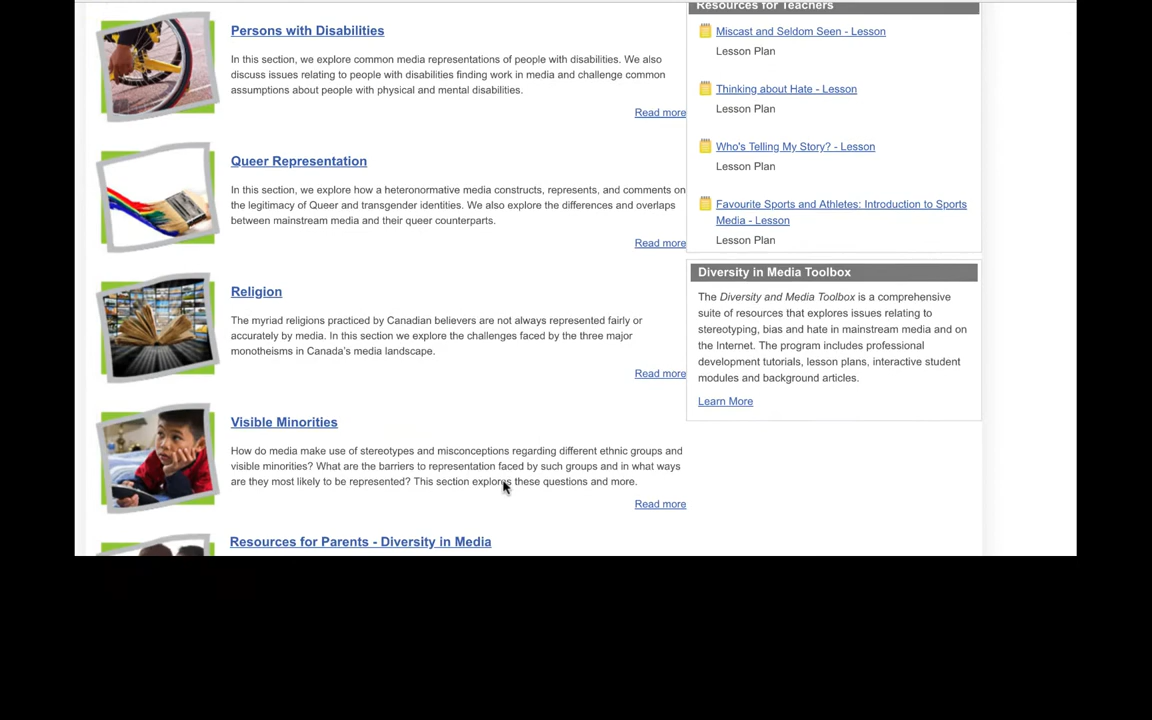 Persons with Disabilities
In this section, we explore common media representations of people with disabilities. We also
discuss issues relating to people with disabilities finding work in media and challenge common
assumptions about people with physical and mental disabilities.
Read more
Queer Representation
In this section, we explore how a heteronormative media constructs, represents, and comments on
the legitimacy of Queer and transgender identities. We also explore the differences and overlaps
between mainstream media and their queer counterparts.
Read more
Religion
The myriad religions practiced by Canadian believers are not always represented fairly or
accurately by media. In this section we explore the challenges faced by the three major
monotheisms in Canada's media landscape.
Read more
Visible Minorities
How do media make use of stereotypes and misconceptions regarding different ethnic groups and
visible minorities? What are the barriers to representation faced by such groups and in what ways
are they most likely to be represented? This section explores these questions and more.
Read more
Resources for Parents - Diversity in Media
Resources for Teachers
Miscast and Seldom Seen - Lesson
Lesson Plan
Thinking about Hate - Lesson
Lesson Plan
Who's Telling My Story? - Lesson
Lesson Plan
Favourite Sports and Athletes: Introduction to Sports
Media - Lesson
Lesson Plan
Diversity in Media Toolbox
The Diversity and Media Toolbox is a comprehensive
suite of resources that explores issues relating to
stereotyping, bias and hate in mainstream media and on
the Internet. The program includes professional
development tutorials, lesson plans, interactive student
modules and background articles.
Learn More